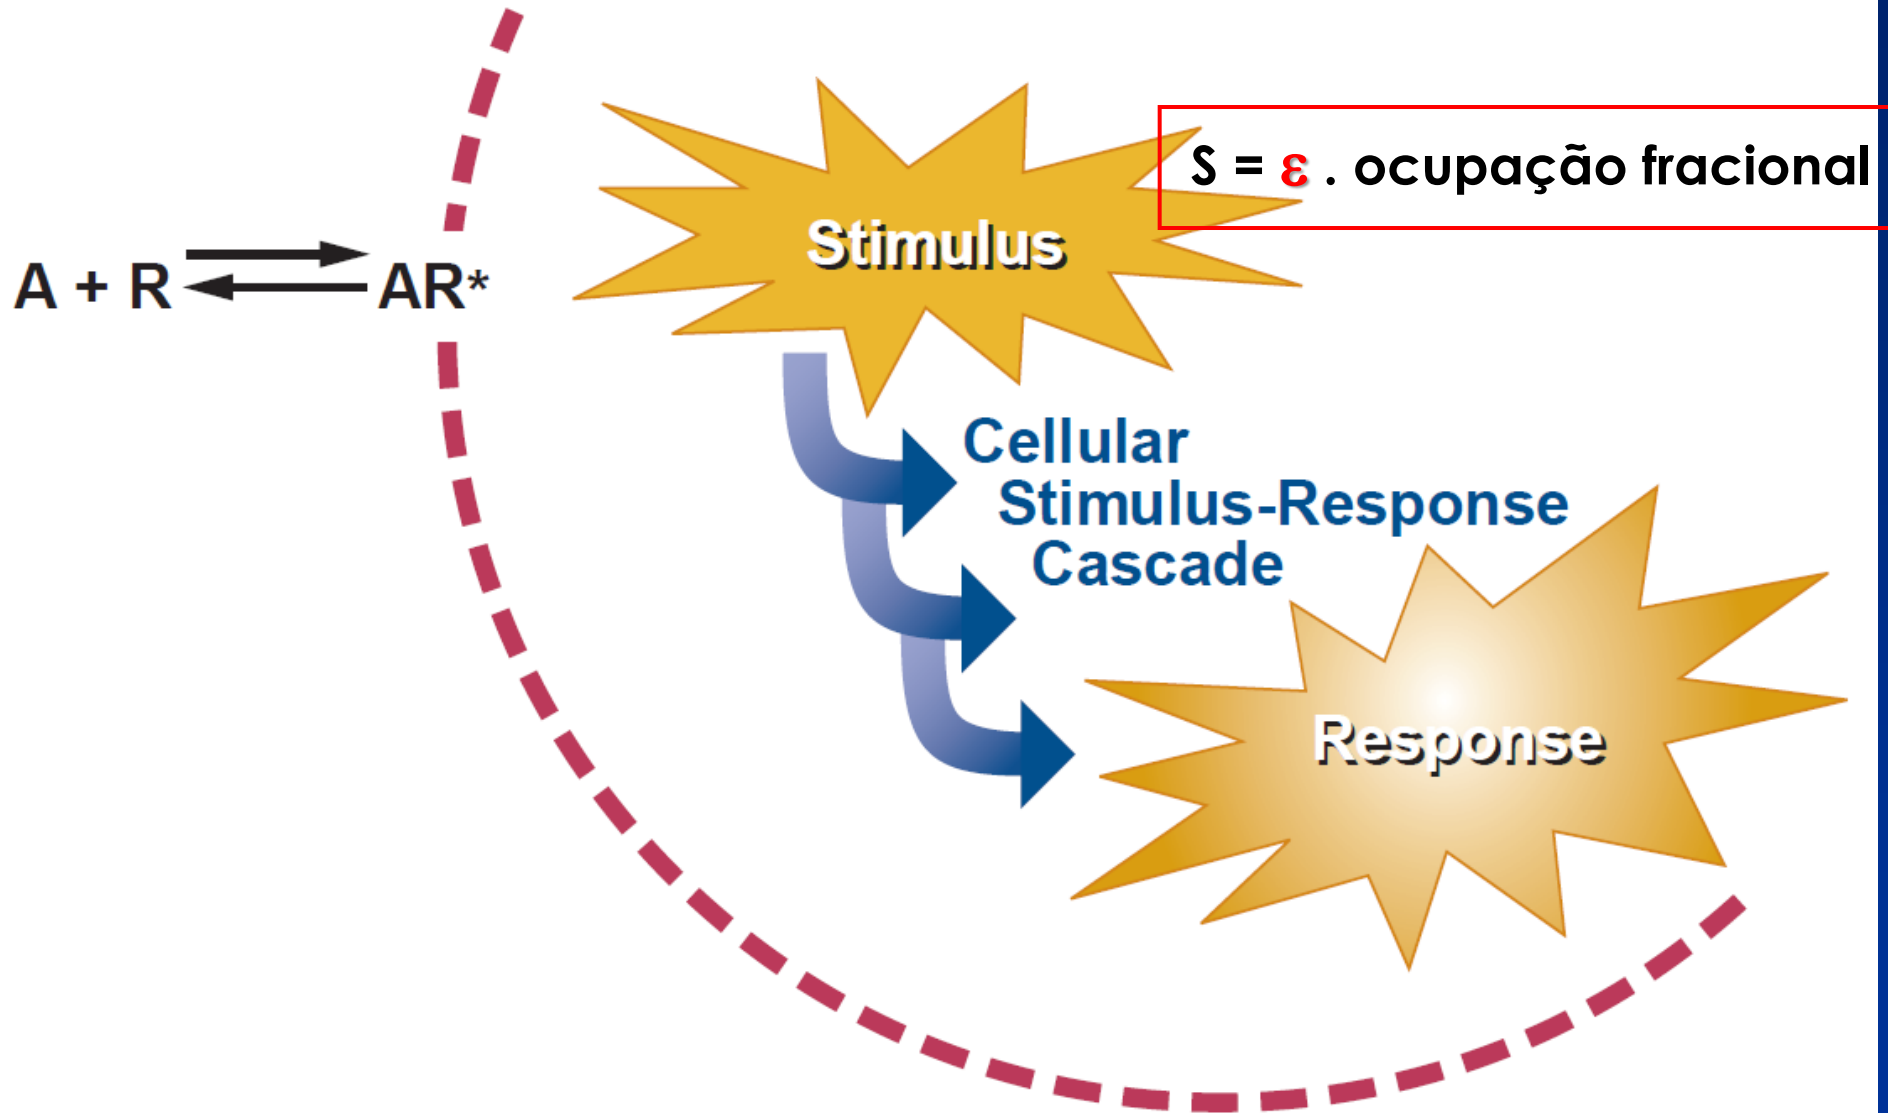 S = ε . ocupação fracional
Stimulus
A + R AR*
Cellular
Stimulus-Response
Cascade
Response